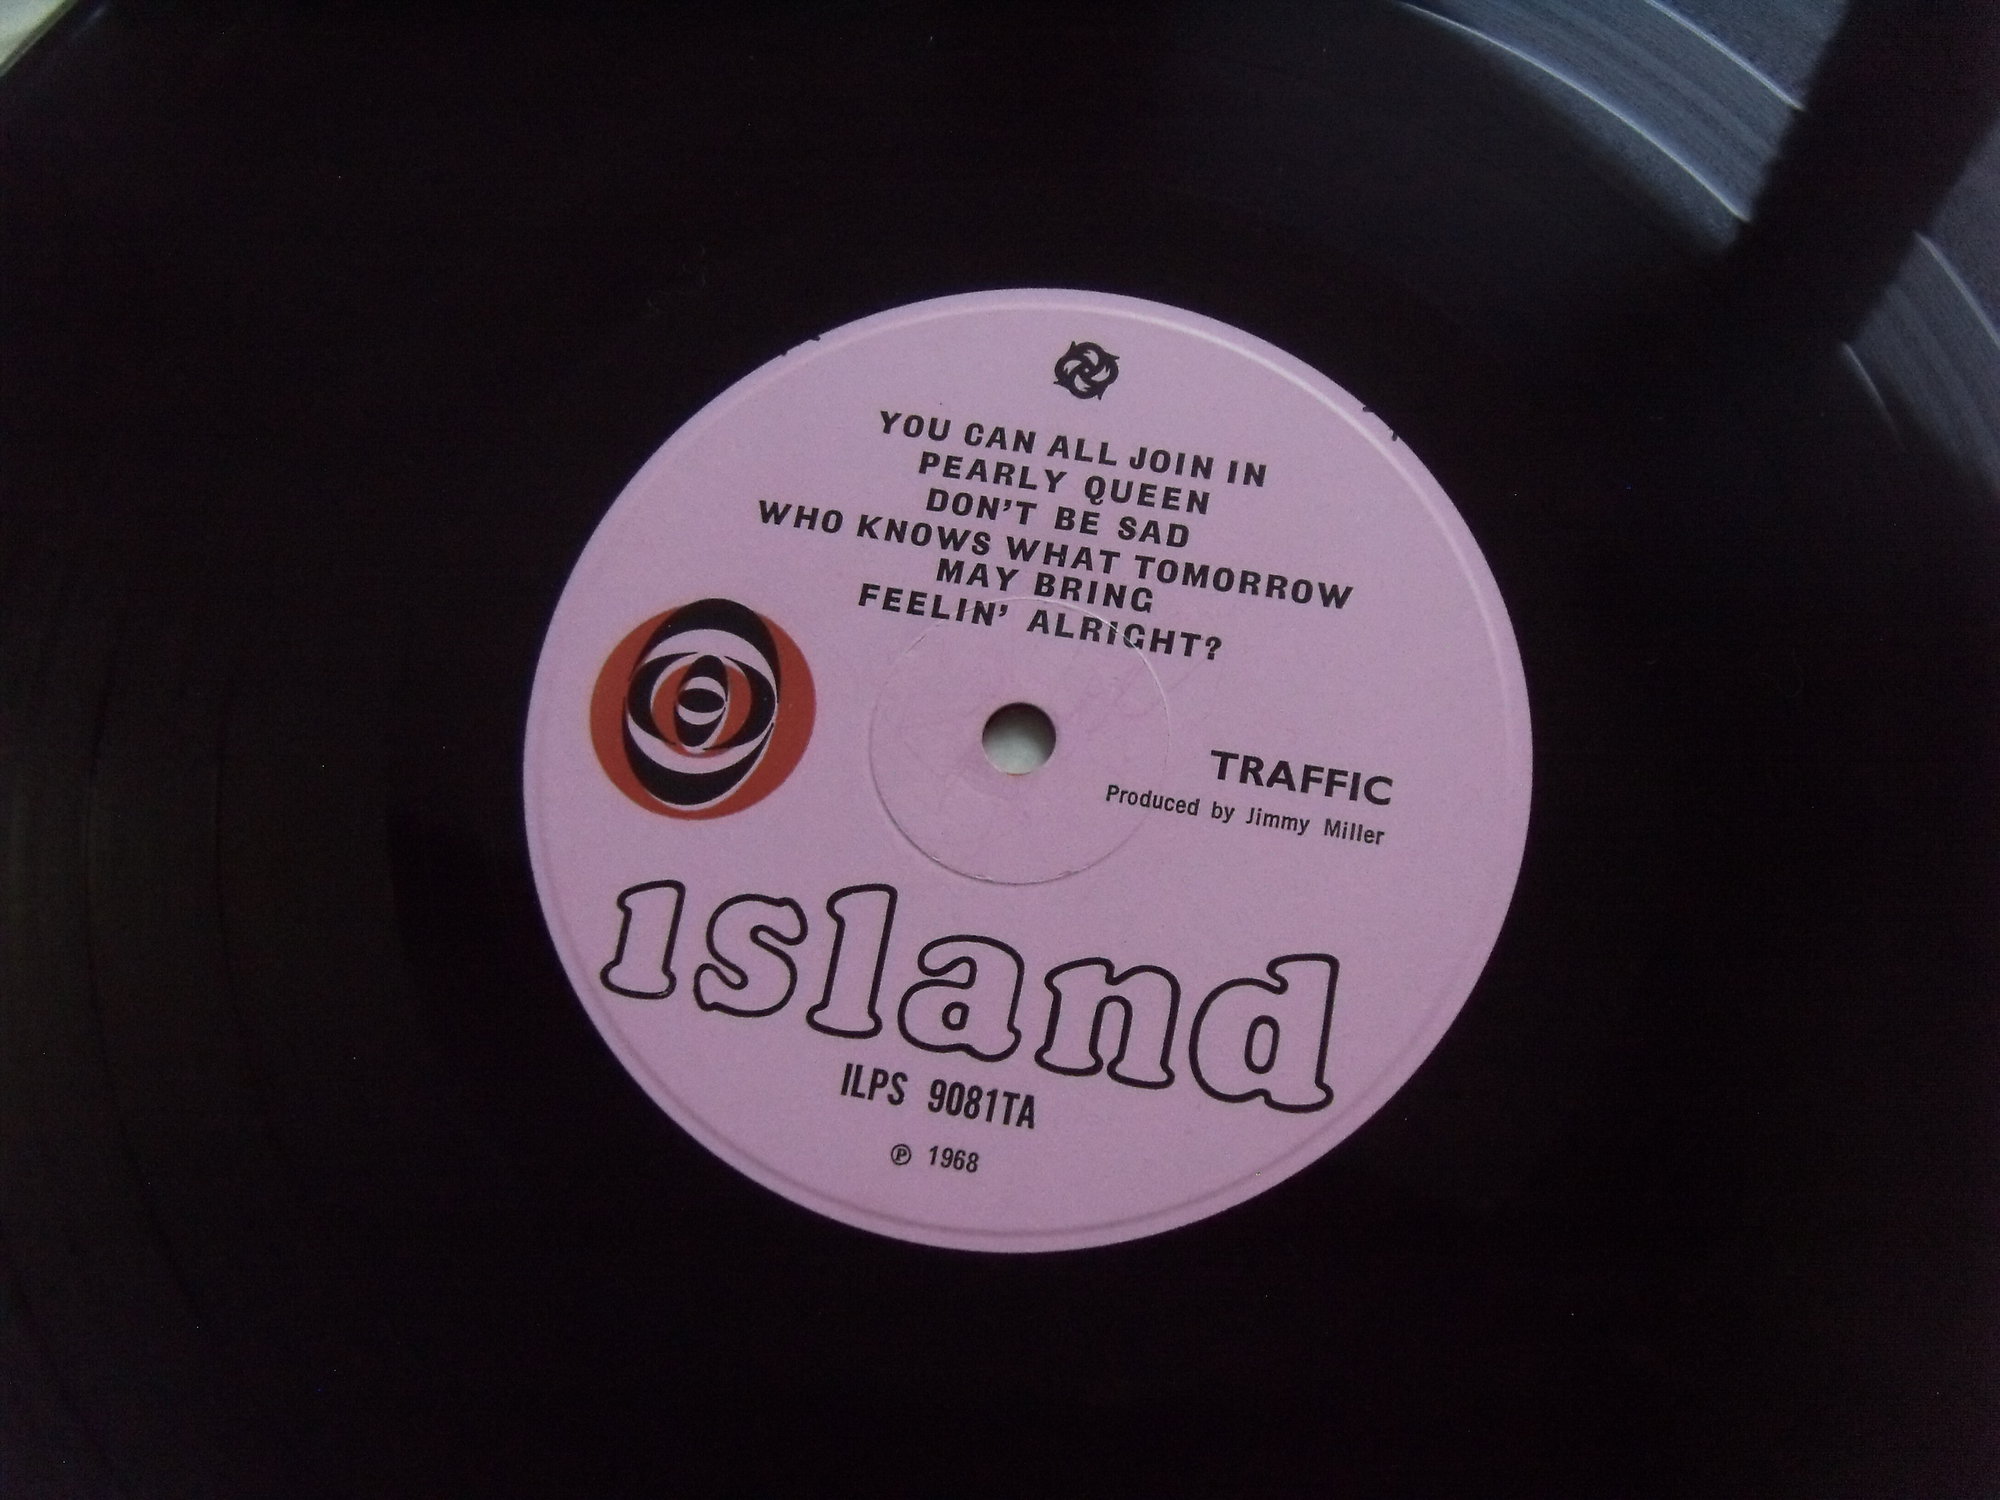 YOU CAN ALL JOIN IN
PEARLY QUEEN
DON'T BE SAD
WHO KNOWS WHAT TOMORROW
MAY BRING
FEELIN' ALRIGHT?
TRAFFIC
Produced by Jimmy Miller
island
ILPS 9081TA
℗ 1968